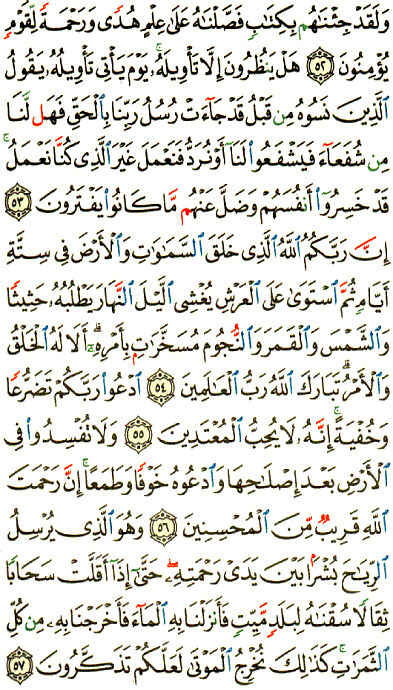 وَلَقَدْ جِئْنَٰهُم بِكِتَٰبٍ فَصَّلْنَٰهُ عَلَىٰ عِلْمٍ هُدًى وَرَحْمَةً لِّقَوْمٍ
يُؤْمِنُونَ ٥٢ هَلْ يَنظُرُونَ إِلَّا تَأْوِيلَهُۥ يَوْمَ يَأْتِى تَأْوِيلُهُۥ يَقُولُ
ٱلَّذِينَ نَسُوهُ مِن قَبْلُ قَدْ جَآءَتْ رُسُلُ رَبِّنَا بِٱلْحَقِّ فَهَل لَّنَا
مِن شُفَعَآءَ فَيَشْفَعُوا۟ لَنَآ أَوْ نُرَدُّ فَنَعْمَلَ غَيْرَ ٱلَّذِى كُنَّا نَعْمَلُ ۚ
قَدْ خَسِرُوٓا۟ أَنفُسَهُمْ وَضَلَّ عَنْهُم مَّا كَانُوا۟ يَفْتَرُونَ ٥٣
إِنَّ رَبَّكُمُ ٱللَّهُ ٱلَّذِى خَلَقَ ٱلسَّمَٰوَٰتِ وَٱلْأَرْضَ فِى سِتَّةِ
أَيَّامٍ ثُمَّ ٱسْتَوَىٰ عَلَى ٱلْعَرْشِ يُغْشِى ٱلَّيْلَ ٱلنَّهَارَ يَطْلُبُهُۥ حَثِيثًا
وَٱلشَّمْسَ وَٱلْقَمَرَ وَٱلنُّجُومَ مُسَخَّرَٰتٍۭ بِأَمْرِهِۦٓ ۗ أَلَا لَهُ ٱلْخَلْقُ
وَٱلْأَمْرُ ۗ تَبَارَكَ ٱللَّهُ رَبُّ ٱلْعَٰلَمِينَ ٥٤ ٱدْعُوا۟ رَبَّكُمْ تَضَرُّعًا
وَخُفْيَةً ۚ إِنَّهُۥ لَا يُحِبُّ ٱلْمُعْتَدِينَ ٥٥ وَلَا تُفْسِدُوا۟ فِى
ٱلْأَرْضِ بَعْدَ إِصْلَٰحِهَا وَٱدْعُوهُ خَوْفًا وَطَمَعًا ۚ إِنَّ رَحْمَتَ
ٱللَّهِ قَرِيبٌ مِّنَ ٱلْمُحْسِنِينَ ٥٦ وَهُوَ ٱلَّذِى يُرْسِلُ
ٱلرِّيَٰحَ بُشْرًۢا بَيْنَ يَدَىْ رَحْمَتِهِۦ ۖ حَتَّىٰٓ إِذَآ أَقَلَّتْ سَحَابًا
ثِقَالًا سُقْنَٰهُ لِبَلَدٍ مَّيِّتٍ فَأَنزَلْنَا بِهِ ٱلْمَآءَ فَأَخْرَجْنَا بِهِۦ مِن كُلِّ
ٱلثَّمَرَٰتِ ۚ كَذَٰلِكَ نُخْرِجُ ٱلْمَوْتَىٰ لَعَلَّكُمْ تَذَكَّرُونَ ٥٧